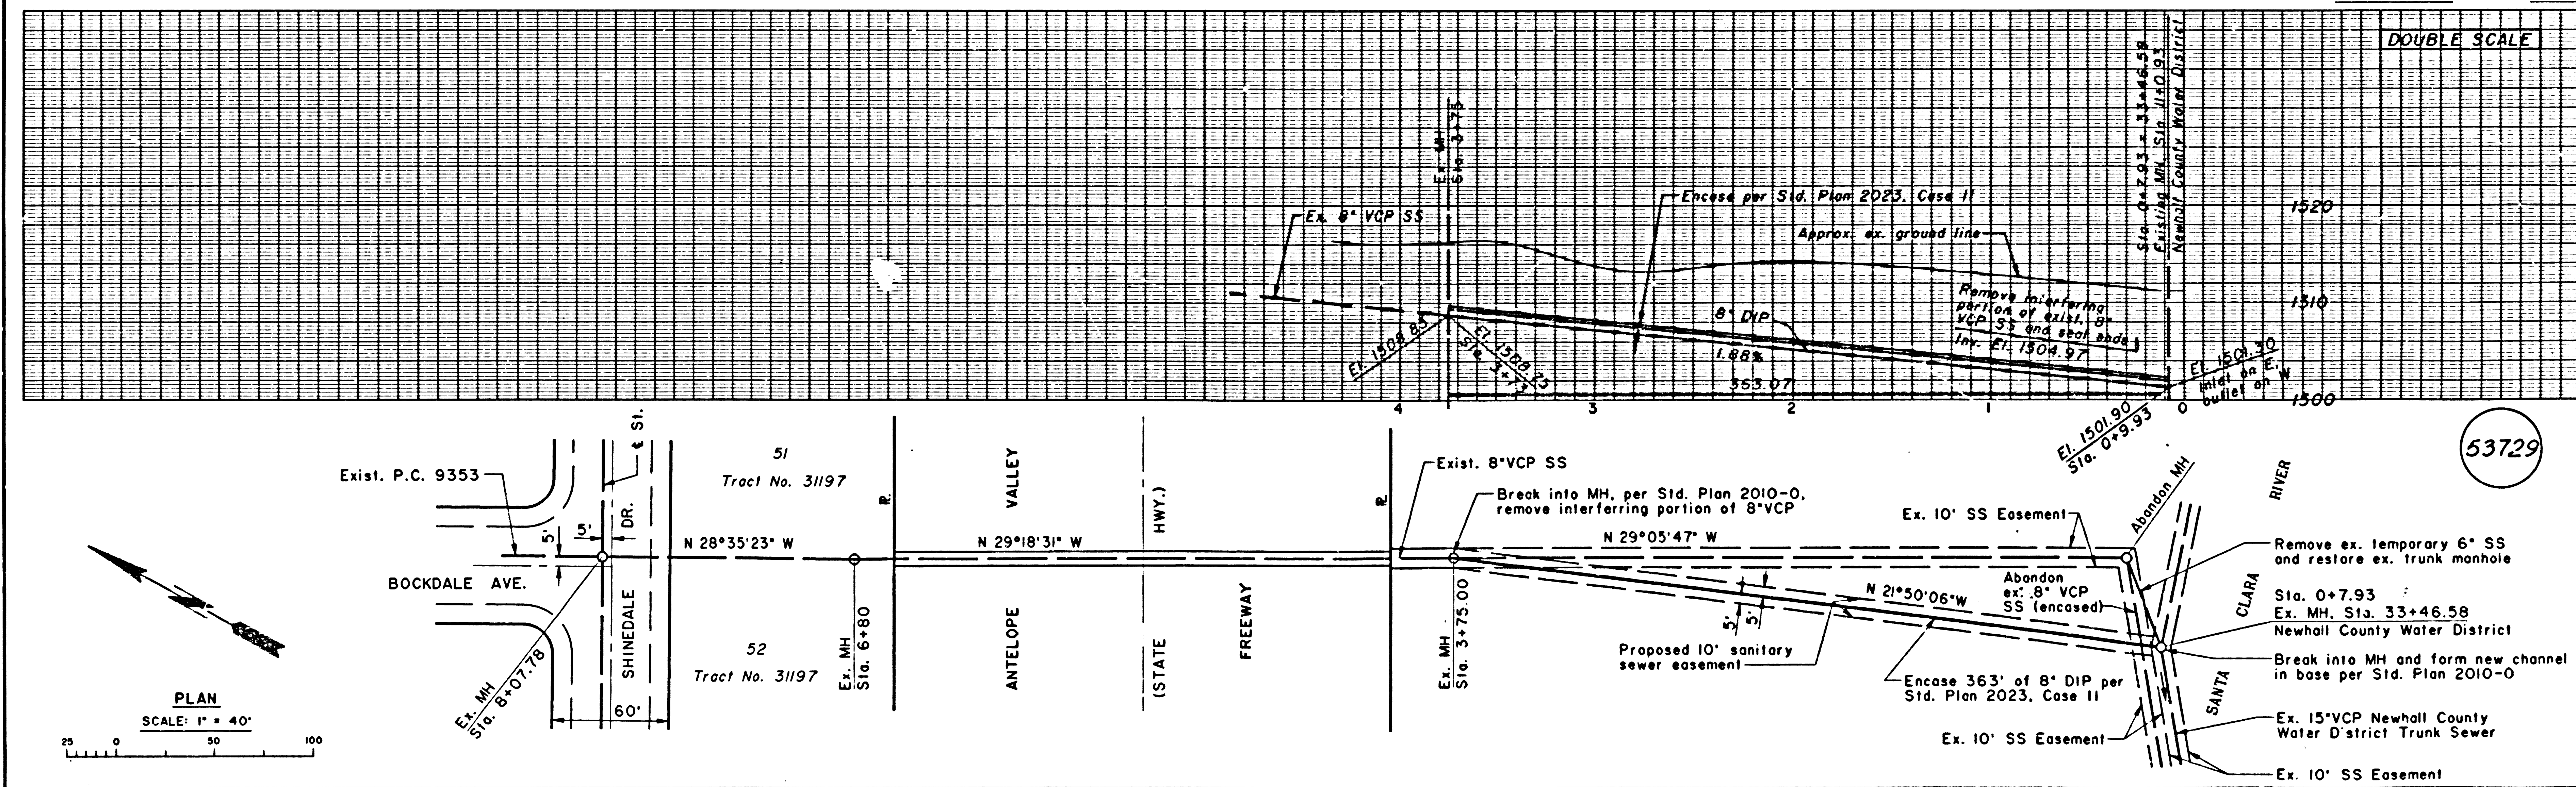 DOUBLE SCALE
Sta. 0+7.93 = 33+46.58
Existing MH, Sta. 11+10.93
Newhall County Water District
Ex. MH
Sta. 3+75
Encase per Std. Plan 2023, Case II
Ex. 8" VCP SS
Approx. ex. ground line
1520
1510
1500
Remove interfering
portion of exist. 8"
VCP SS and seal ends
Inv. El. 1504.97
8" DIP
1.88%
363.07
El. 1508.85
El. 1508.75
Sta. 3+73
El. 1501.30
Inlet on E,
outlet on W
El. 1501.90
Sta. 0+9.93
4
3
2
1
0
53729
Exist. P.C. 9353
5'
5'
℄ St.
SHINEDALE DR.
BOCKDALE AVE.
60'
Ex. MH
Sta. 8+07.78
N 28°35'23" W
51
Tract No. 31197
52
Tract No. 31197
Ex. MH
Sta. 6+80
N 29°18'31" W
ANTELOPE VALLEY
FREEWAY
(STATE HWY.)
Exist. 8"VCP SS
Break into MH, per Std. Plan 2010-0,
remove interferring portion of 8"VCP
Ex. MH
Sta. 3+75.00
N 29°05'47" W
Ex. 10' SS Easement
Abandon MH
N 21°50'06"W
5'
5'
Abandon
ex. 8" VCP
SS (encased)
Proposed 10' sanitary
sewer easement
Encase 363' of 8" DIP per
Std. Plan 2023, Case II
Ex. 10' SS Easement
SANTA CLARA RIVER
Remove ex. temporary 6" SS
and restore ex. trunk manhole
Sta. 0+7.93
Ex. MH, Sta. 33+46.58
Newhall County Water District
Break into MH and form new channel
in base per Std. Plan 2010-0
Ex. 15"VCP Newhall County
Water District Trunk Sewer
Ex. 10' SS Easement
PLAN
SCALE: 1" = 40'
25 0 50 100